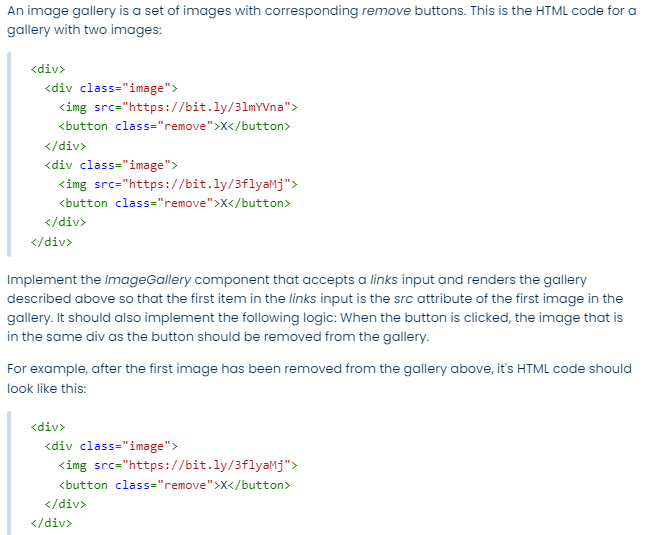 An image gallery is a set of images with corresponding remove buttons. This is the HTML code for a
gallery with two images:
<div>
<div class="image">
<img src="https://bit.ly/3lmYVna">
<button class="remove">X</button>
</div>
<div class="image">
<img src="https://bit.ly/3flyaMj">
<button class="remove">X</button>
</div>
</div>
Implement the ImageGallery component that accepts a links input and renders the gallery
described above so that the first item in the links input is the src attribute of the first image in the
gallery. It should also implement the following logic: When the button is clicked, the image that is
in the same div as the button should be removed from the gallery.
For example, after the first image has been removed from the gallery above, it's HTML code should
look like this:
<div>
<div class="image">
<img src="https://bit.ly/3flyaMj">
<button class="remove">X</button>
</div>
</div>